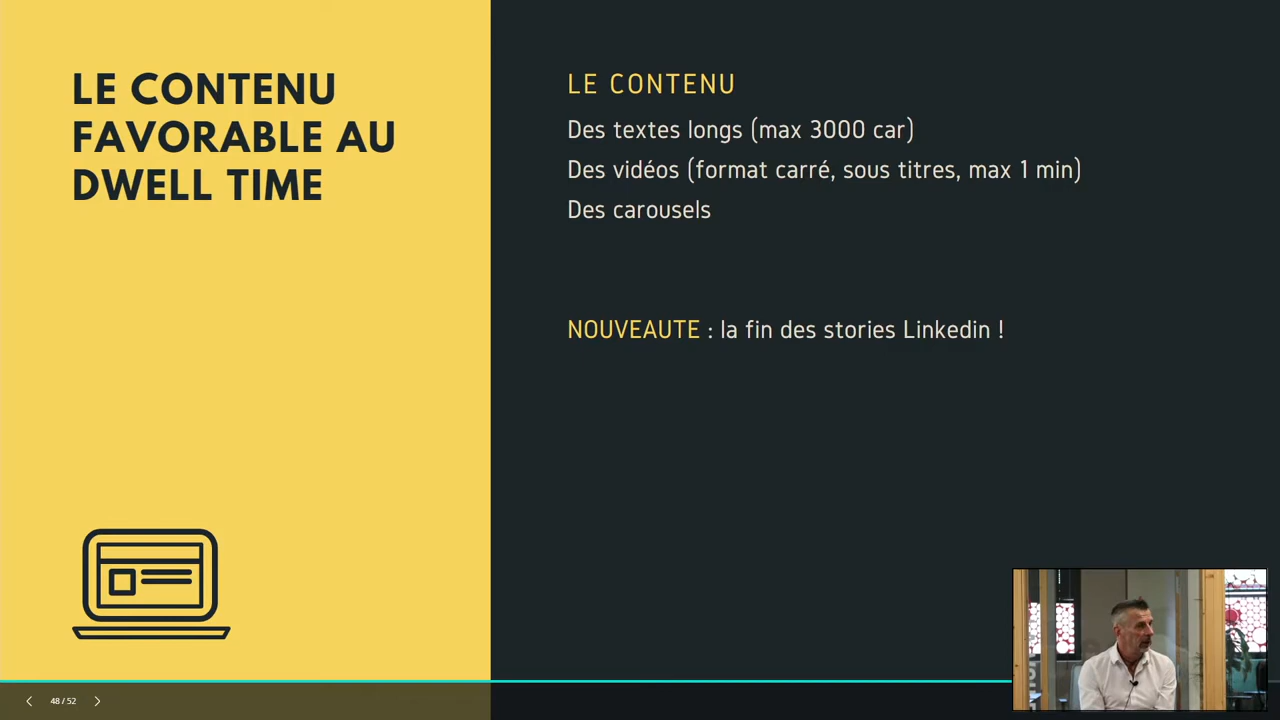 LE CONTENU
FAVORABLE AU
DWELL TIME
LE CONTENU
Des textes longs (max 3000 car)
Des vidéos (format carré, sous titres, max 1 min)
Des carousels
NOUVEAUTE : la fin des stories Linkedin !
48 / 52